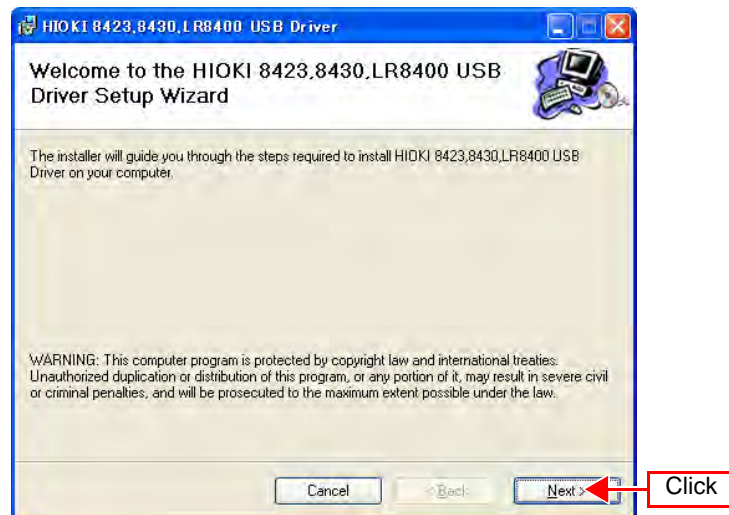 HIOKI 8423,8430,LR8400 USB Driver
Welcome to the HIOKI 8423,8430,LR8400 USB
Driver Setup Wizard
The installer will guide you through the steps required to install HIOKI 8423,8430,LR8400 USB
Driver on your computer.
WARNING: This computer program is protected by copyright law and international treaties.
Unauthorized duplication or distribution of this program, or any portion of it, may result in severe civil
or criminal penalties, and will be prosecuted to the maximum extent possible under the law.
Cancel
< Back
Next >
Click